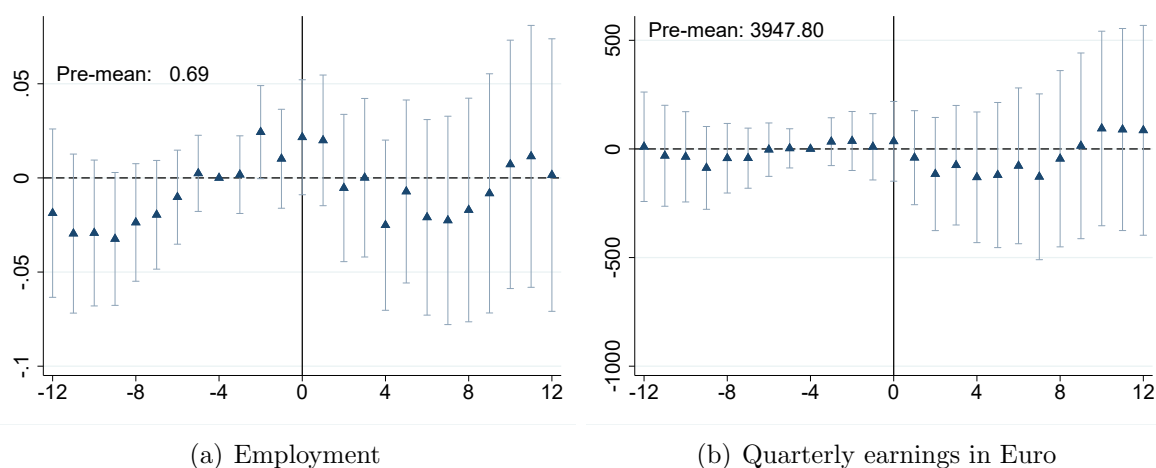 Pre-mean: 0.69
.05
0
-.05
-.1
-12 -8 -4 0 4 8 12
(a) Employment
Pre-mean: 3947.80
500
0
-500
-1000
-12 -8 -4 0 4 8 12
(b) Quarterly earnings in Euro